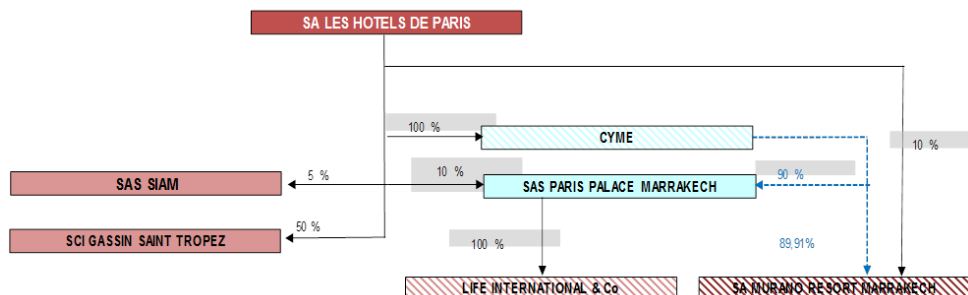 SA LES HOTELS DE PARIS
100 %
CYME
10 %
SAS SIAM
5 %
10 %
SAS PARIS PALACE MARRAKECH
90 %
SCI GASSIN SAINT TROPEZ
50 %
100 %
89,91%
LIFE INTERNATIONAL & Co
SA MURANO RESORT MARRAKECH